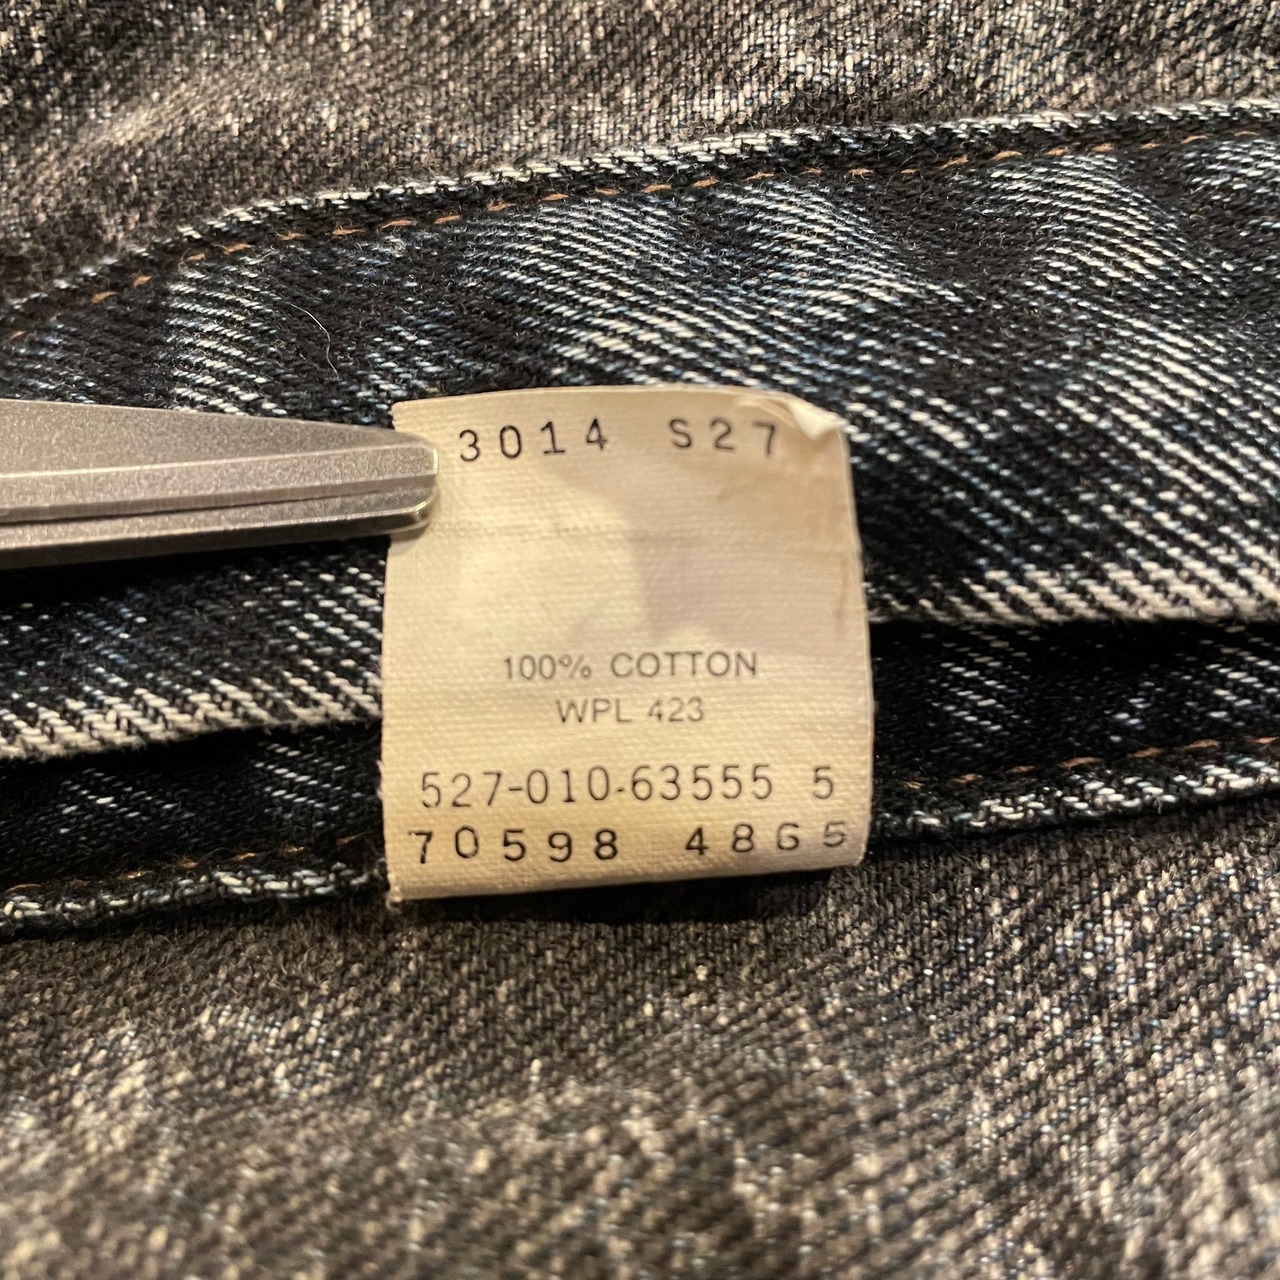 3014 S27
100% COTTON
WPL 423
527-010-63555 5
70598 4865